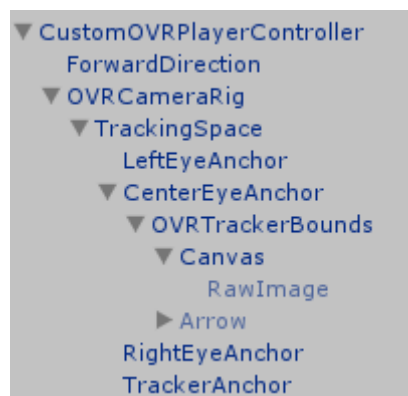 CustomOVRPlayerController
ForwardDirection
OVRCameraRig
TrackingSpace
LeftEyeAnchor
CenterEyeAnchor
OVRTrackerBounds
Canvas
RawImage
Arrow
RightEyeAnchor
TrackerAnchor